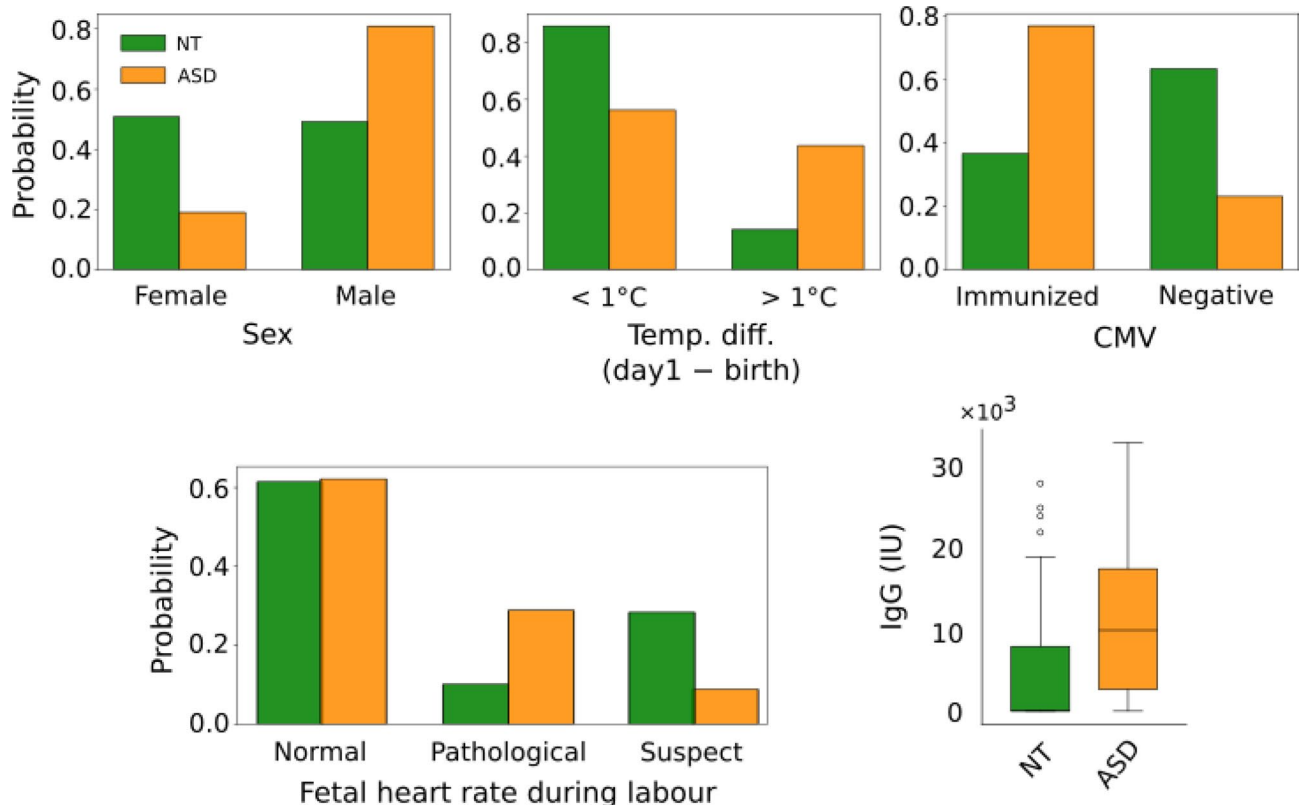 Probability
0.8
0.6
0.4
0.2
0.0
NT
ASD
Female Male
Sex
0.8
0.6
0.4
0.2
0.0
< 1°C > 1°C
Temp. diff.
(day1 − birth)
0.8
0.6
0.4
0.2
0.0
Immunized Negative
CMV
Probability
0.6
0.4
0.2
0.0
Normal Pathological Suspect
Fetal heart rate during labour
×10³
IgG (IU)
30
20
10
0
NT ASD